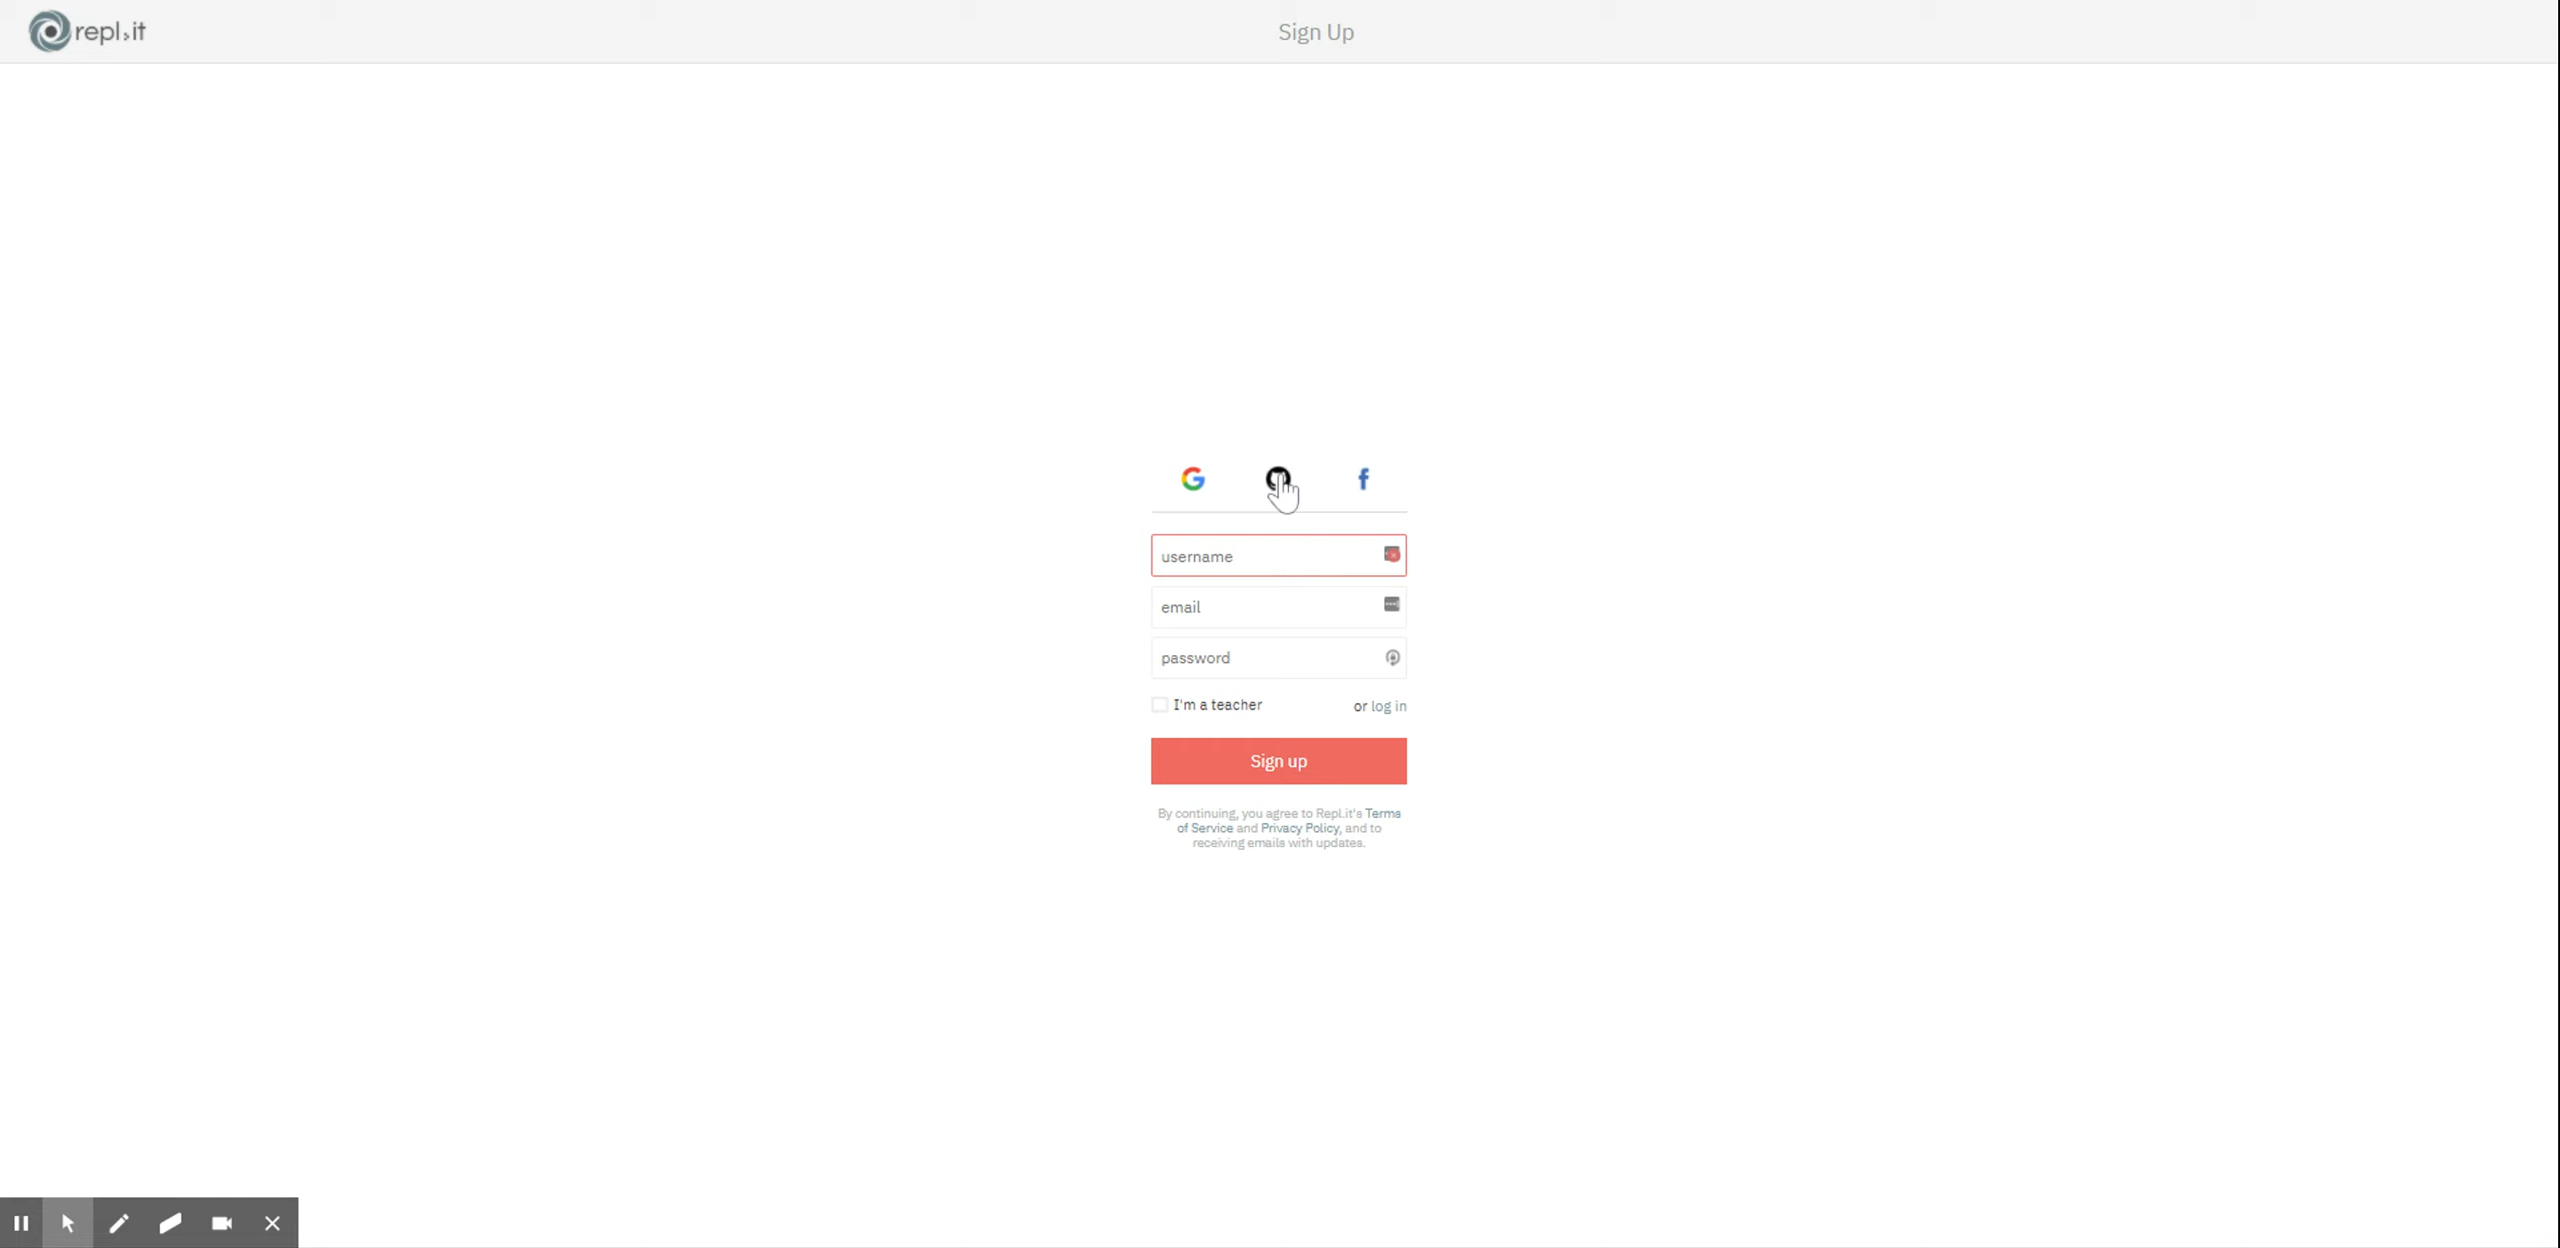 repl.it
Sign Up
username
email
password
I'm a teacher
or log in
Sign up
By continuing, you agree to Repl.it's Terms
of Service and Privacy Policy, and to
receiving emails with updates.